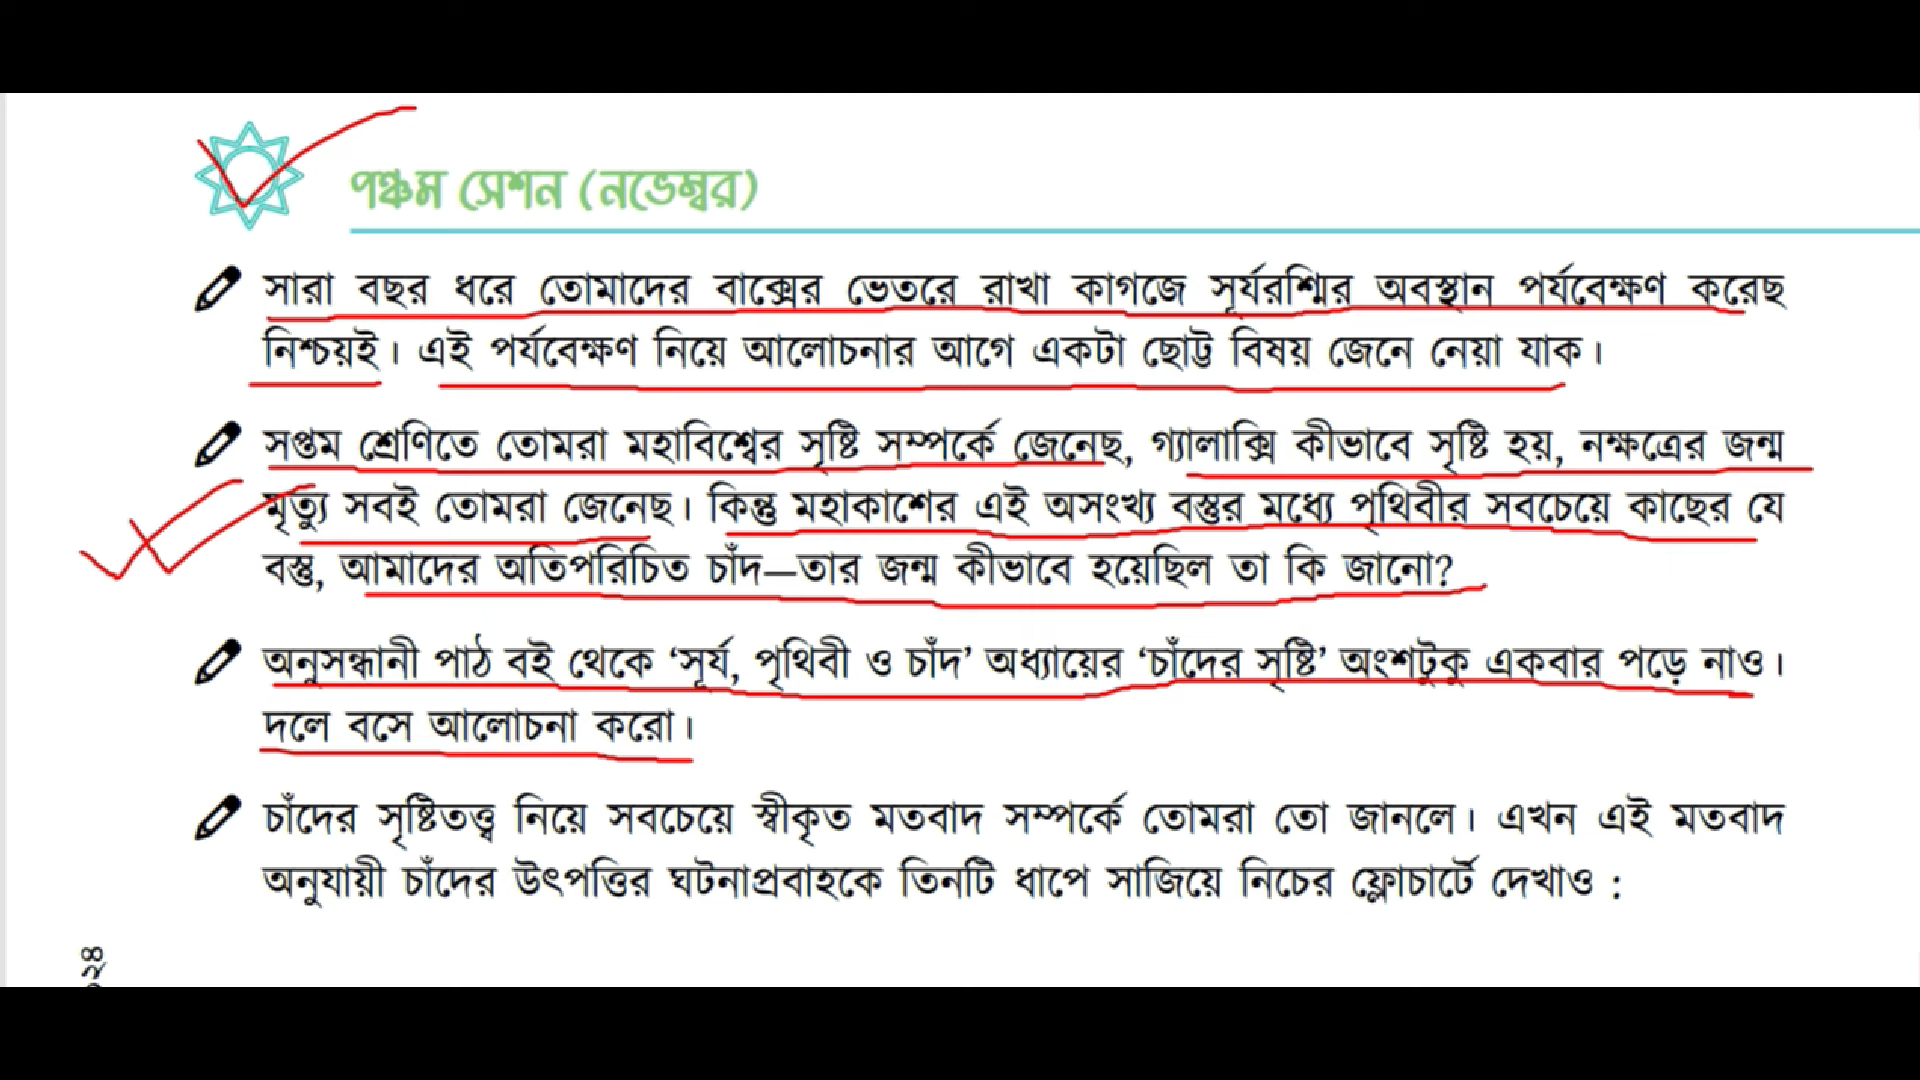 পঞ্চম সেশন (নভেম্বর)
সারা বছর ধরে তোমাদের বাক্সের ভেতরে রাখা কাগজে সূর্যরশ্মির অবস্থান পর্যবেক্ষণ করেছ
নিশ্চয়ই। এই পর্যবেক্ষণ নিয়ে আলোচনার আগে একটা ছোট্ট বিষয় জেনে নেয়া যাক।
সপ্তম শ্রেণিতে তোমরা মহাবিশ্বের সৃষ্টি সম্পর্কে জেনেছ, গ্যালাক্সি কীভাবে সৃষ্টি হয়, নক্ষত্রের জন্ম
মৃত্যু সবই তোমরা জেনেছ। কিন্তু মহাকাশের এই অসংখ্য বস্তুর মধ্যে পৃথিবীর সবচেয়ে কাছের যে
বস্তু, আমাদের অতিপরিচিত চাঁদ—তার জন্ম কীভাবে হয়েছিল তা কি জানো?
অনুসন্ধানী পাঠ বই থেকে ‘সূর্য, পৃথিবী ও চাঁদ’ অধ্যায়ের ‘চাঁদের সৃষ্টি’ অংশটুকু একবার পড়ে নাও।
দলে বসে আলোচনা করো।
চাঁদের সৃষ্টিতত্ত্ব নিয়ে সবচেয়ে স্বীকৃত মতবাদ সম্পর্কে তোমরা তো জানলে। এখন এই মতবাদ
অনুযায়ী চাঁদের উৎপত্তির ঘটনাপ্রবাহকে তিনটি ধাপে সাজিয়ে নিচের ফ্লোচার্টে দেখাও :